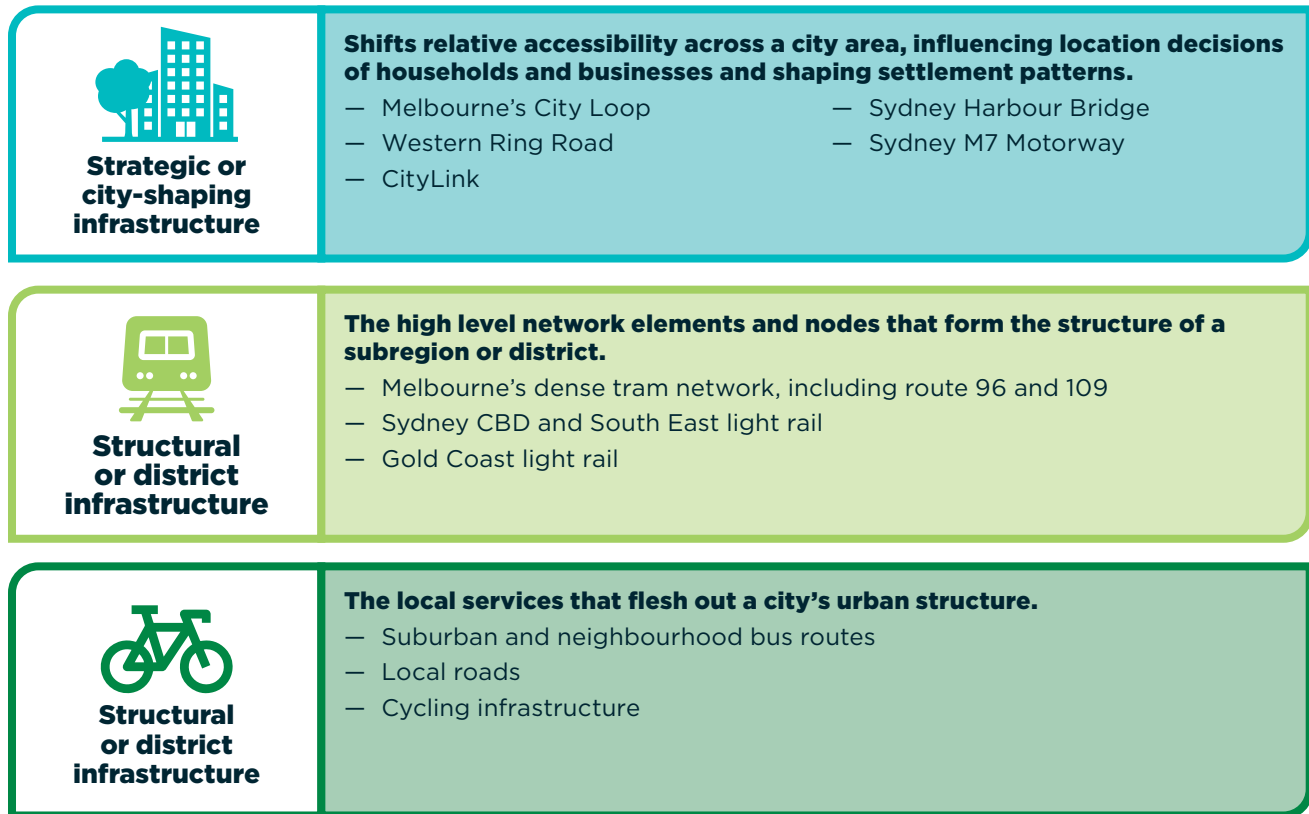 Strategic or
city-shaping
infrastructure
Shifts relative accessibility across a city area, influencing location decisions
of households and businesses and shaping settlement patterns.
— Melbourne’s City Loop
— Western Ring Road
— CityLink
— Sydney Harbour Bridge
— Sydney M7 Motorway
Structural
or district
infrastructure
The high level network elements and nodes that form the structure of a
subregion or district.
— Melbourne’s dense tram network, including route 96 and 109
— Sydney CBD and South East light rail
— Gold Coast light rail
Structural
or district
infrastructure
The local services that flesh out a city’s urban structure.
— Suburban and neighbourhood bus routes
— Local roads
— Cycling infrastructure